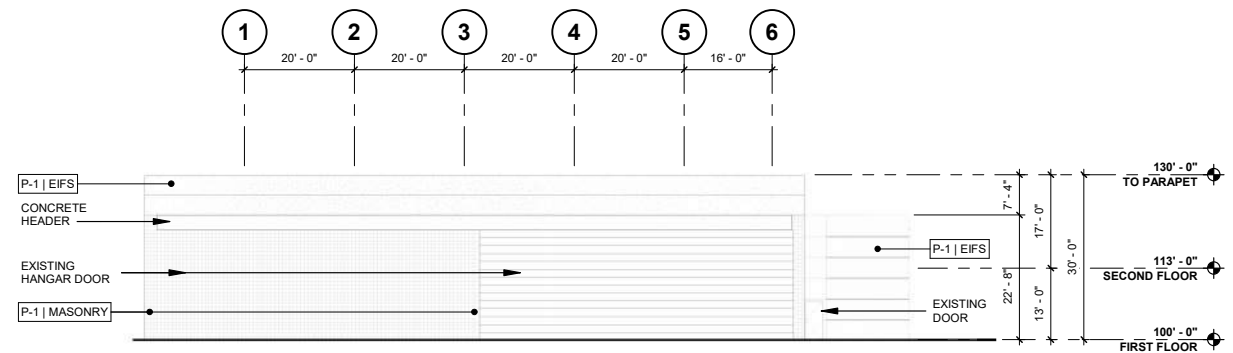 1 2 3 4 5 6
20' - 0" 20' - 0" 20' - 0" 20' - 0" 16' - 0"
130' - 0"
TO PARAPET
P-1 | EIFS
7' - 4"
CONCRETE
HEADER
17' - 0"
P-1 | EIFS
30' - 0"
EXISTING
HANGAR DOOR
113' - 0"
SECOND FLOOR
22' - 8"
13' - 0"
P-1 | MASONRY
EXISTING
DOOR
100' - 0"
FIRST FLOOR